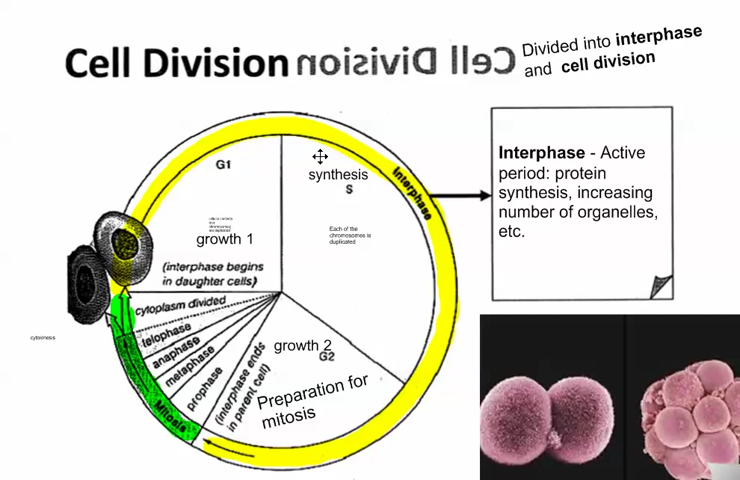 Cell Division Cell Division
Divided into interphase
and cell division
G1
synthesis
S
Interphase
Interphase - Active
period: protein
synthesis, increasing
number of organelles,
etc.
growth 1
Each of the
chromosomes is
duplicated
(interphase begins
in daughter cells)
cytoplasm divided
telophase
anaphase
metaphase
prophase
Mitosis
cytokinesis
(interphase ends
in parent cell)
growth 2
G2
Preparation for
mitosis